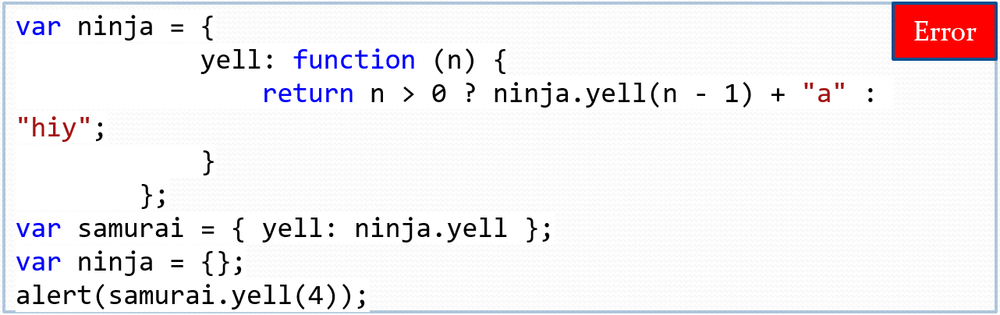 var ninja = {
Error
yell: function (n) {
return n > 0 ? ninja.yell(n - 1) + "a" :
"hiy";
}
};
var samurai = { yell: ninja.yell };
var ninja = {};
alert(samurai.yell(4));